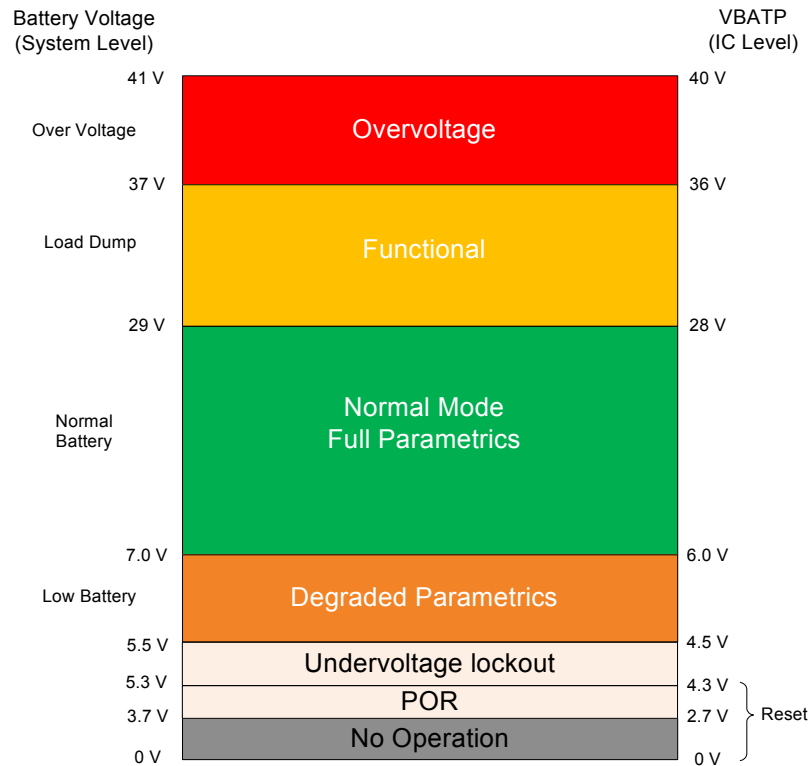 Battery Voltage
(System Level)
VBATP
(IC Level)
41 V
40 V
Over Voltage
Overvoltage
37 V
36 V
Load Dump
Functional
29 V
28 V
Normal
Battery
Normal Mode
Full Parametrics
7.0 V
6.0 V
Low Battery
Degraded Parametrics
5.5 V
4.5 V
Undervoltage lockout
5.3 V
4.3 V
POR
3.7 V
2.7 V
Reset
No Operation
0 V
0 V